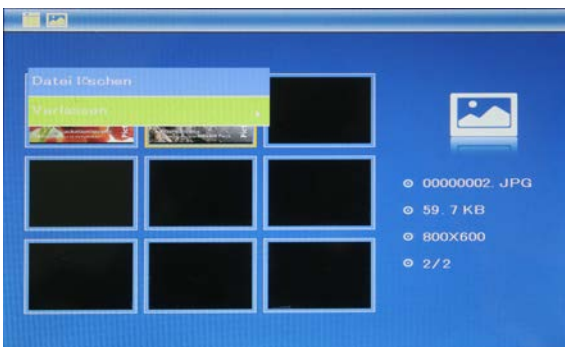 Datei löschen
Verlassen
00000002. JPG
59. 7 KB
800X600
2/2